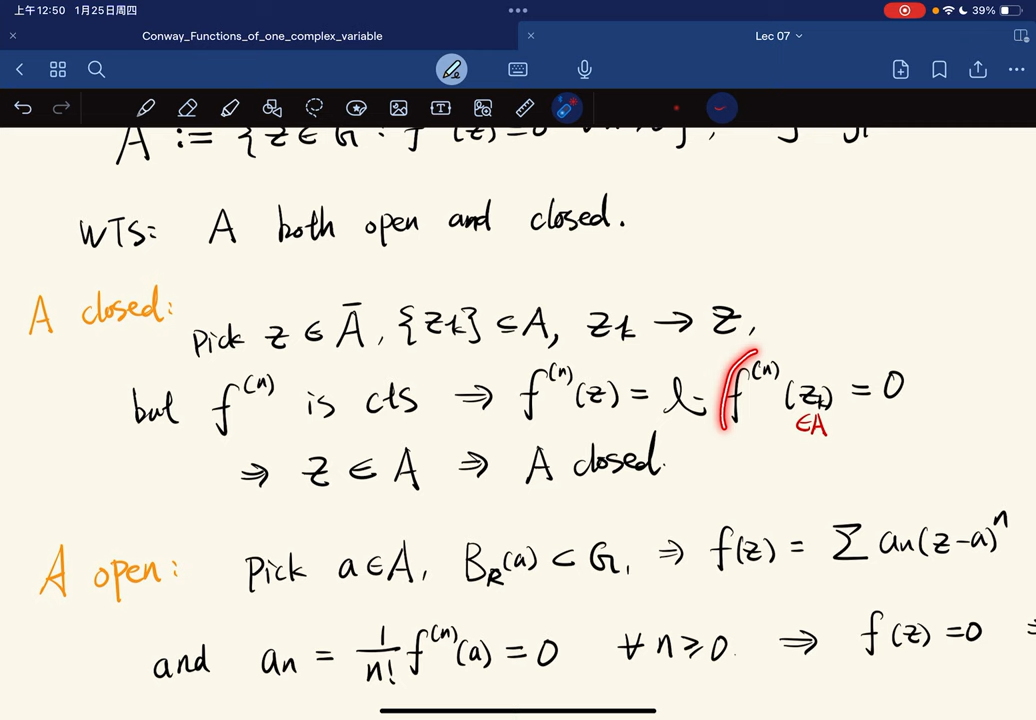 上午12:50 1月25日周四
39%
Conway_Functions_of_one_complex_variable
Lec 07
A := {z ∈ G : f (z)=0
WTS: A both open and closed.
A closed:
Pick z ∈ Ā, {zk} ⊆ A, zk → z,
but f^(n) is cts ⇒ f^(n)(z) = l~ f^(n)(zk) = 0
∈A
⇒ z ∈ A ⇒ A closed.
A open: Pick a∈A, B_R(a) ⊂ G, ⇒ f(z) = Σ an(z-a)^n
and an = 1/n! f^(n)(a) = 0 ∀ n ≥ 0. ⇒ f(z) = 0 ⇒